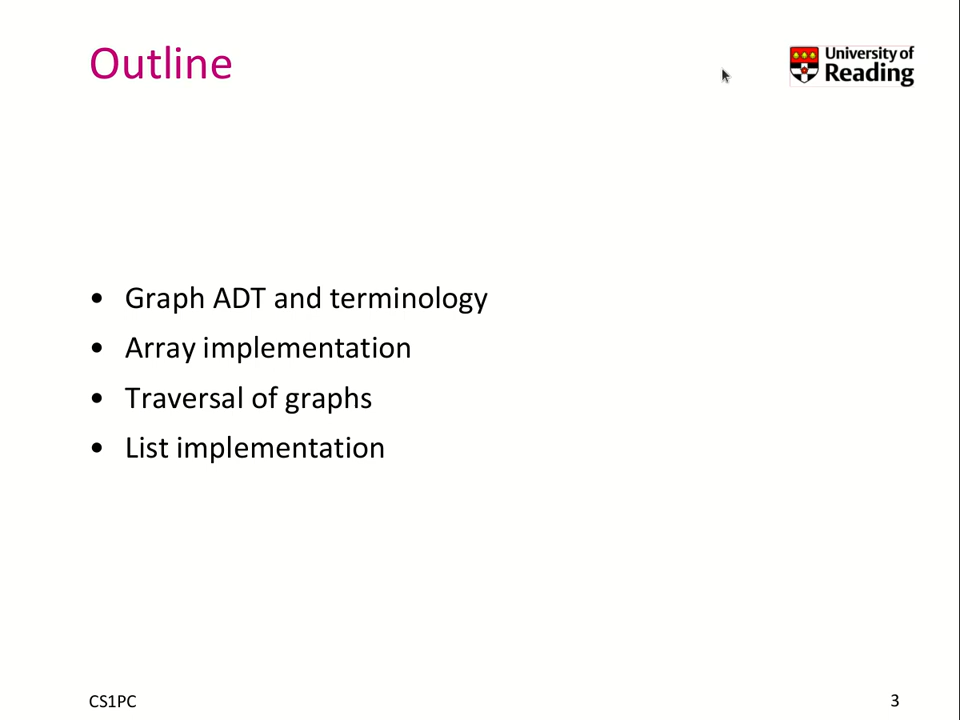 Outline
University of
Reading
• Graph ADT and terminology
• Array implementation
• Traversal of graphs
• List implementation
CS1PC
3